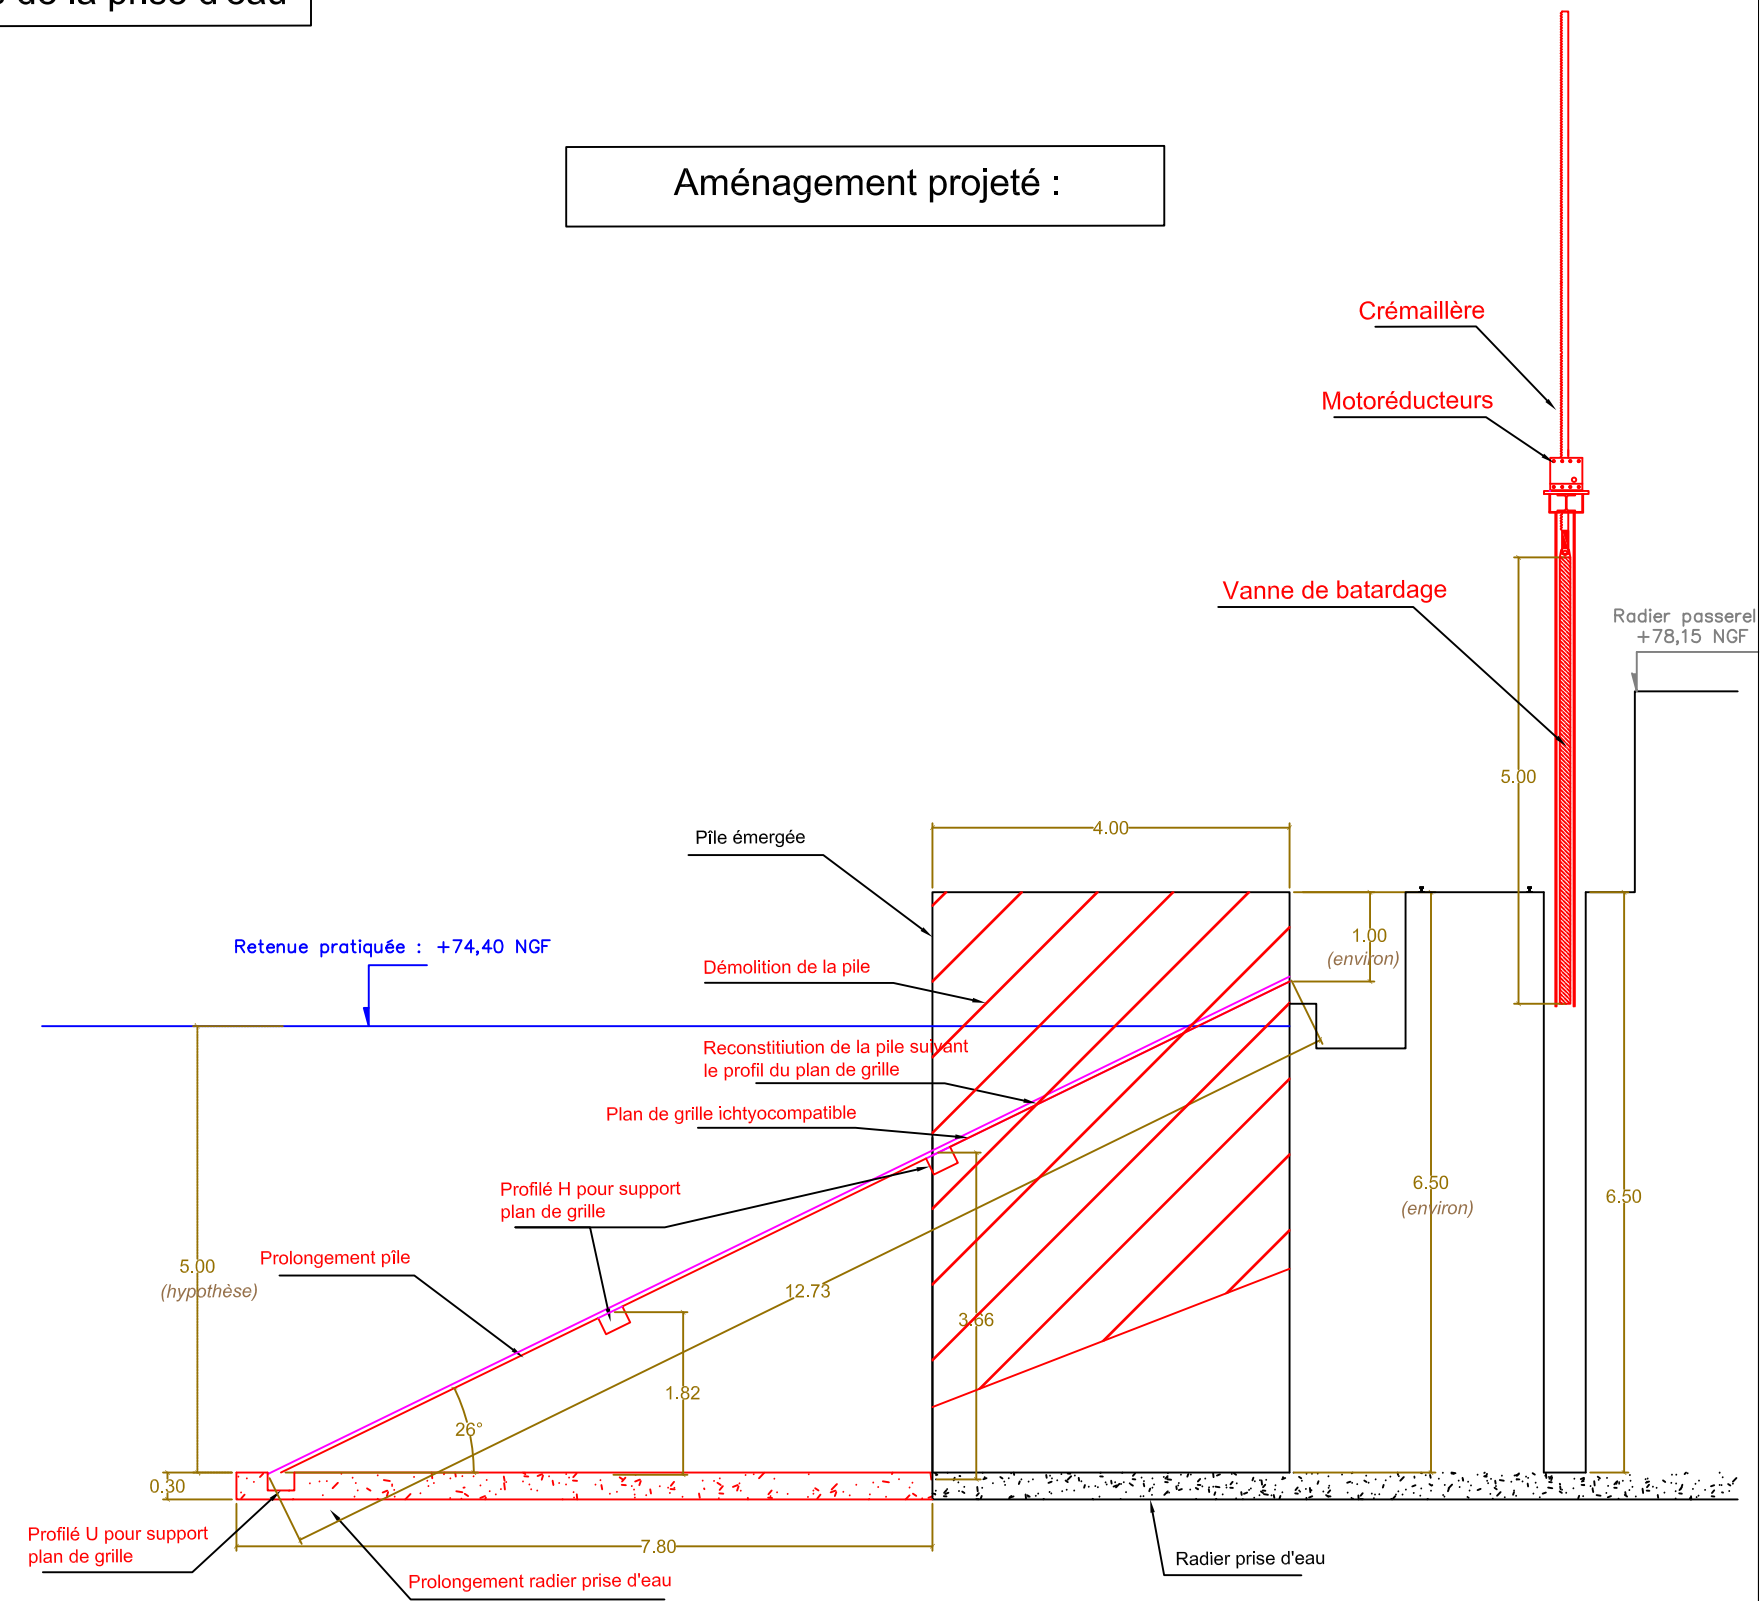 de la prise d'eau
Aménagement projeté :
Crémaillère
Motoréducteurs
Vanne de batardage
Radier passerel
+78,15 NGF
5.00
4.00
Pîle émergée
Retenue pratiquée : +74,40 NGF
1.00
(environ)
Démolition de la pile
Reconstitiution de la pile suivant
le profil du plan de grille
Plan de grille ichtyocompatible
Profilé H pour support
plan de grille
6.50
(environ)
6.50
Prolongement pîle
5.00
(hypothèse)
12.73
3.66
1.82
26°
0.30
Profilé U pour support
plan de grille
7.80
Prolongement radier prise d'eau
Radier prise d'eau